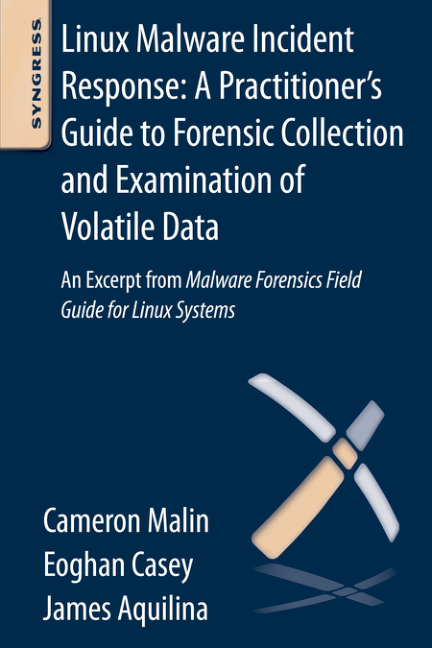 SYNGRESS
Linux Malware Incident
Response: A Practitioner's
Guide to Forensic Collection
and Examination of
Volatile Data
An Excerpt from Malware Forensics Field
Guide for Linux Systems
Cameron Malin
Eoghan Casey
James Aquilina